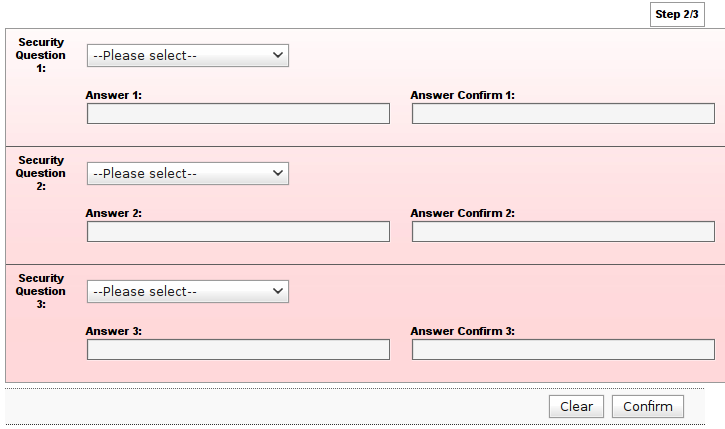 Step 2/3
Security
Question
1:
--Please select--
Answer 1:
Answer Confirm 1:
Security
Question
2:
--Please select--
Answer 2:
Answer Confirm 2:
Security
Question
3:
--Please select--
Answer 3:
Answer Confirm 3:
Clear
Confirm